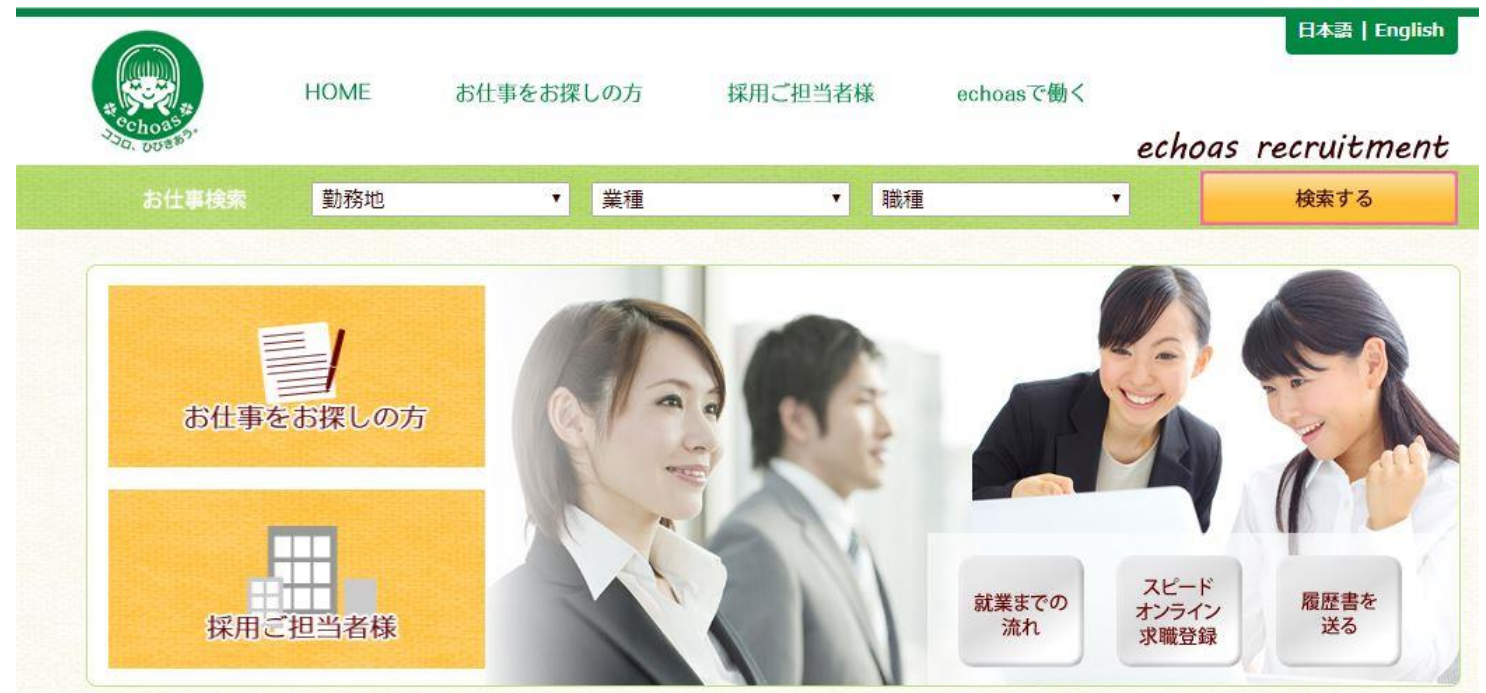 日本語 | English
echoas
ココロ、ひびきあう。
HOME
お仕事をお探しの方
採用ご担当者様
echoasで働く
echoas recruitment
お仕事検索
勤務地
業種
職種
検索する
お仕事をお探しの方
採用ご担当者様
就業までの
流れ
スピード
オンライン
求職登録
履歴書を
送る